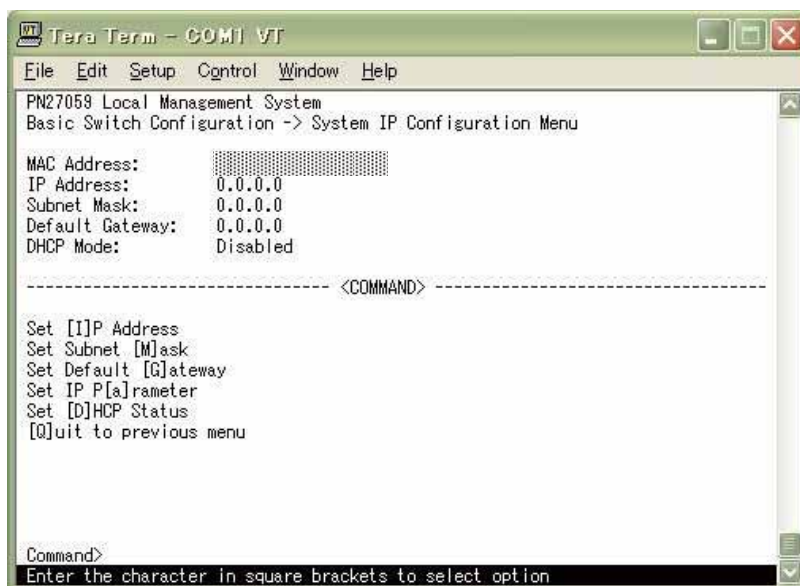 Tera Term - COM1 VT
File Edit Setup Control Window Help
PN27059 Local Management System
Basic Switch Configuration -> System IP Configuration Menu
MAC Address:
IP Address: 0.0.0.0
Subnet Mask: 0.0.0.0
Default Gateway: 0.0.0.0
DHCP Mode: Disabled
------------------------------- <COMMAND> ----------------------------------
Set [I]P Address
Set Subnet [M]ask
Set Default [G]ateway
Set IP P[a]rameter
Set [D]HCP Status
[Q]uit to previous menu
Command>
Enter the character in square brackets to select option